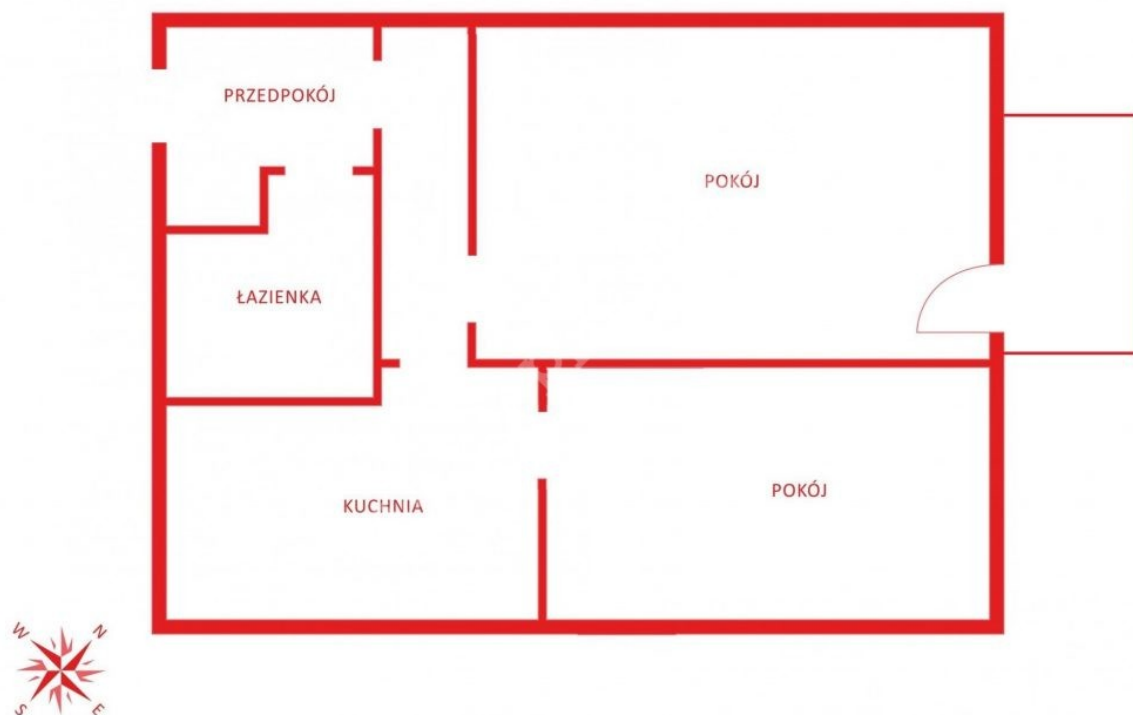 PRZEDPOKÓJ
POKÓJ
ŁAZIENKA
POKÓJ
KUCHNIA
W
N
S
E